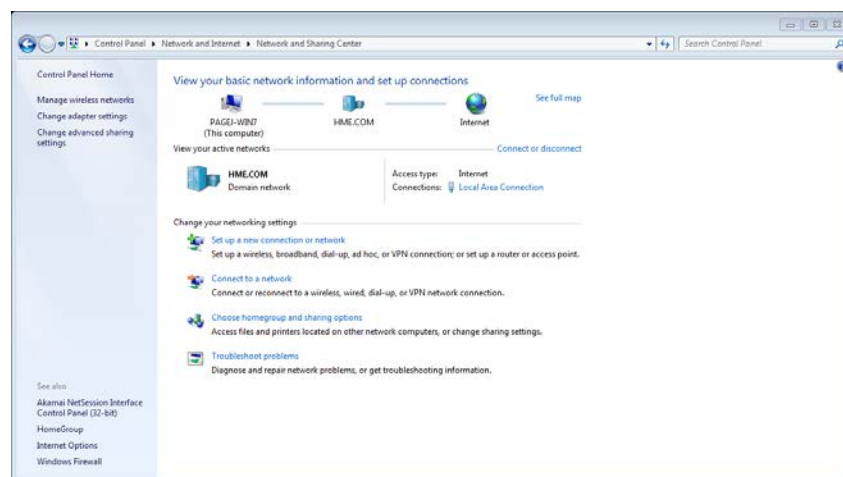 Control Panel ▸ Network and Internet ▸ Network and Sharing Center
Search Control Panel
Control Panel Home
Manage wireless networks
Change adapter settings
Change advanced sharing
settings
View your basic network information and set up connections
See full map
PAGEJ-WIN7
(This computer)
HME.COM
Internet
View your active networks
Connect or disconnect
HME.COM
Domain network
Access type: Internet
Connections: Local Area Connection
Change your networking settings
Set up a new connection or network
Set up a wireless, broadband, dial-up, ad hoc, or VPN connection; or set up a router or access point.
Connect to a network
Connect or reconnect to a wireless, wired, dial-up, or VPN network connection.
Choose homegroup and sharing options
Access files and printers located on other network computers, or change sharing settings.
Troubleshoot problems
Diagnose and repair network problems, or get troubleshooting information.
See also
Akamai NetSession Interface
Control Panel (32-bit)
HomeGroup
Internet Options
Windows Firewall